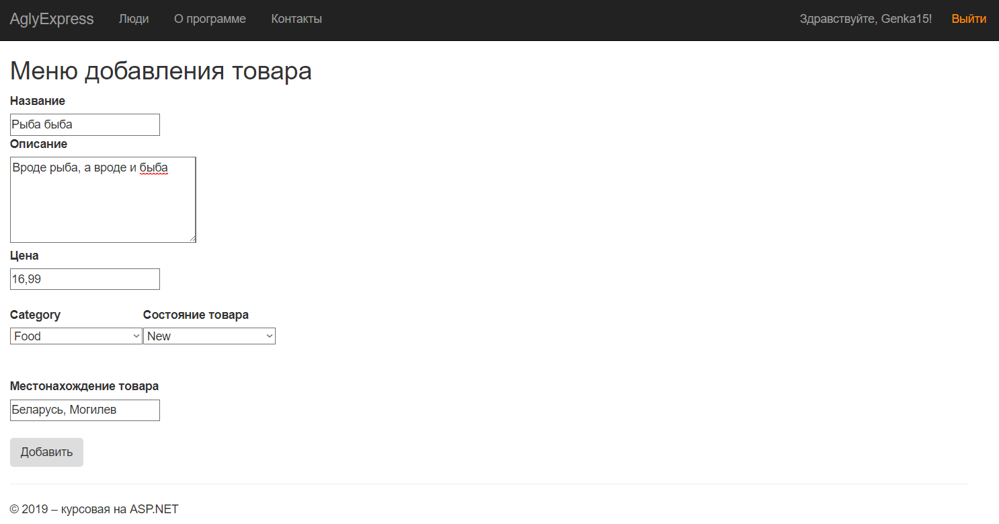 AglyExpress Люди О программе Контакты Здравствуйте, Genka15! Выйти
Меню добавления товара
Название
Рыба быба
Описание
Вроде рыба, а вроде и быба
Цена
16,99
Category Состояние товара
Food New
Местонахождение товара
Беларусь, Могилев
Добавить
© 2019 – курсовая на ASP.NET